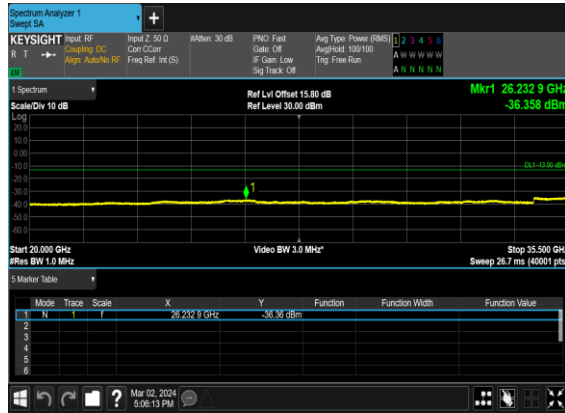 Spectrum Analyzer 1
Swept SA
+
KEYSIGHT
R T
LW
Input: RF
Coupling: DC
Align: Auto/No RF
Input Z: 50 Ω
Corr CCorr
Freq Ref: Int (S)
#Atten: 30 dB
PNO: Fast
Gate: Off
IF Gain: Low
Sig Track: Off
Avg Type: Power (RMS)
Avg|Hold: 100/100
Trig: Free Run
1 2 3 4 5 6
A W W W W W
A N N N N N
1 Spectrum
Scale/Div 10 dB
Log
Ref Lvl Offset 15.80 dB
Ref Level 30.00 dBm
Mkr1 26.232 9 GHz
-36.358 dBm
20.0
10.0
0.00
-10.0
-20.0
-30.0
-40.0
-50.0
-60.0
DL1 -13.00 dBm
1
Start 20.000 GHz
#Res BW 1.0 MHz
Video BW 3.0 MHz*
Stop 35.500 GHz
Sweep 26.7 ms (40001 pts)
5 Marker Table
Mode Trace Scale X Y Function Function Width Function Value
1 N 1 f 26.232 9 GHz -36.36 dBm
2
3
4
5
6
?
Mar 02, 2024
5:06:13 PM